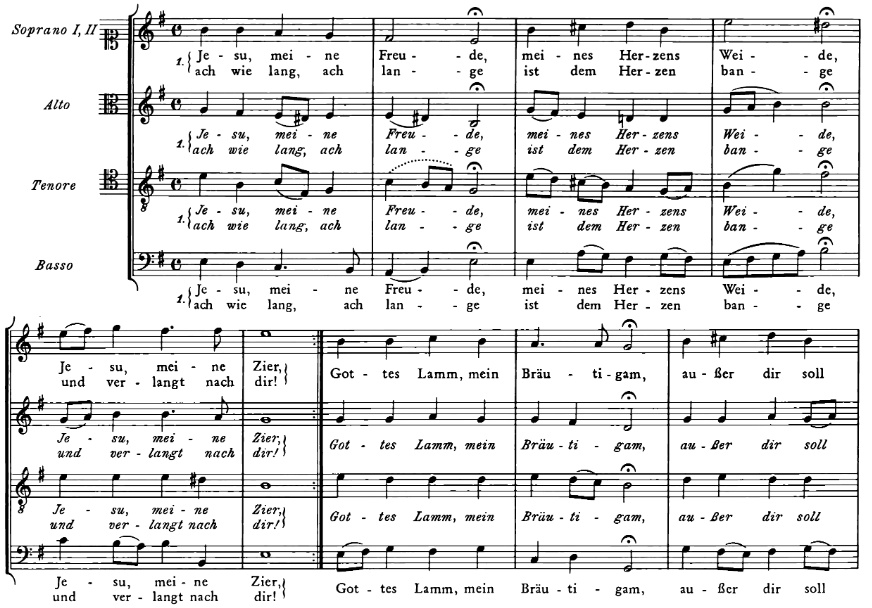 Soprano I, II
1. { Je - su, mei - ne Freu - de, mei - nes Her - zens Wei - de,
ach wie lang, ach lan - ge ist dem Her - zen ban - ge
Alto
1. { Je - su, mei - ne Freu - de, mei - nes Her - zens Wei - de,
ach wie lang, ach lan - ge ist dem Her - zen ban - ge
Tenore
8
1. { Je - su, mei - ne Freu - de, mei - nes Her - zens Wei - de,
ach wie lang, ach lan - ge ist dem Her - zen ban - ge
Basso
1. { Je - su, mei - ne Freu - de, mei - nes Her - zens Wei - de,
ach wie lang, ach lan - ge ist dem Her - zen ban - ge
Je - su, mei - ne Zier, } Got - tes Lamm, mein Bräu - ti - gam, au - ßer dir soll
und ver - langt nach dir! }
Je - su, mei - ne Zier, } Got - tes Lamm, mein Bräu - ti - gam, au - ßer dir soll
und ver - langt nach dir! }
8
Je - su, mei - ne Zier, } Got - tes Lamm, mein Bräu - ti - gam, au - ßer dir soll
und ver - langt nach dir! }
Je - su, mei - ne Zier, } Got - tes Lamm, mein Bräu - ti - gam, au - ßer dir soll
und ver - langt nach dir! }